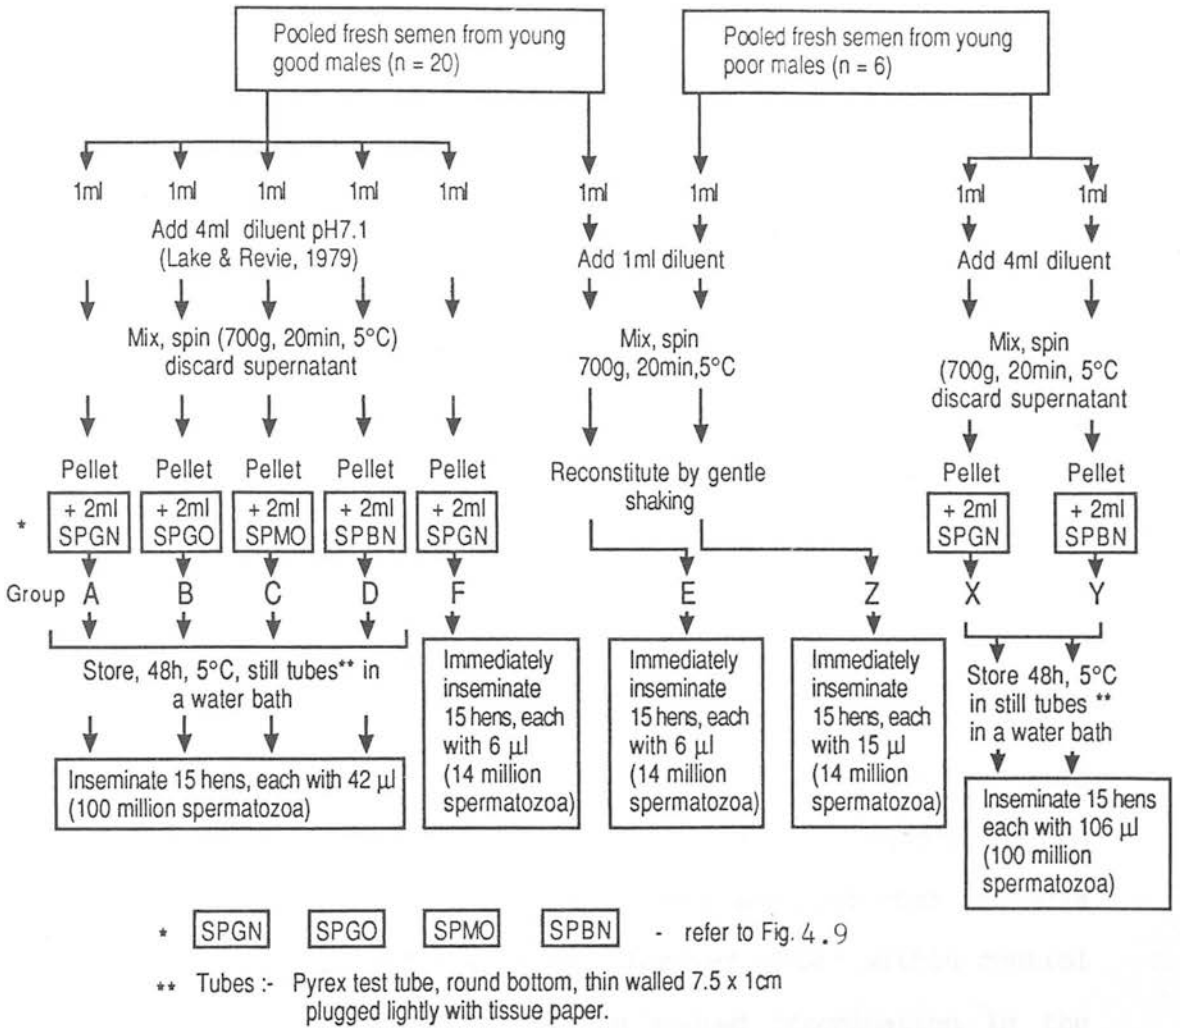 Pooled fresh semen from young
good males (n = 20)
Pooled fresh semen from young
poor males (n = 6)
1ml 1ml 1ml 1ml 1ml 1ml 1ml 1ml 1ml
Add 4ml diluent pH7.1
(Lake & Revie, 1979)
Add 1ml diluent
Add 4ml diluent
Mix, spin (700g, 20min, 5°C)
discard supernatant
Mix, spin
700g, 20min,5°C
Mix, spin
(700g, 20min, 5°C
discard supernatant
Pellet Pellet Pellet Pellet Pellet
Reconstitute by gentle
shaking
Pellet Pellet
*
+ 2ml
SPGN
+ 2ml
SPGO
+ 2ml
SPMO
+ 2ml
SPBN
+ 2ml
SPGN
+ 2ml
SPGN
+ 2ml
SPBN
Group A B C D F E Z X Y
Store, 48h, 5°C, still tubes** in
a water bath
Inseminate 15 hens, each with 42 µl
(100 million spermatozoa)
Immediately
inseminate
15 hens, each
with 6 µl
(14 million
spermatozoa)
Immediately
inseminate
15 hens, each
with 6 µl
(14 million
spermatozoa)
Immediately
inseminate
15 hens, each
with 15 µl
(14 million
spermatozoa)
Store 48h, 5°C
in still tubes **
in a water bath
Inseminate 15 hens
each with 106 µl
(100 million
spermatozoa)
* SPGN SPGO SPMO SPBN - refer to Fig. 4.9
** Tubes :- Pyrex test tube, round bottom, thin walled 7.5 x 1cm
plugged lightly with tissue paper.